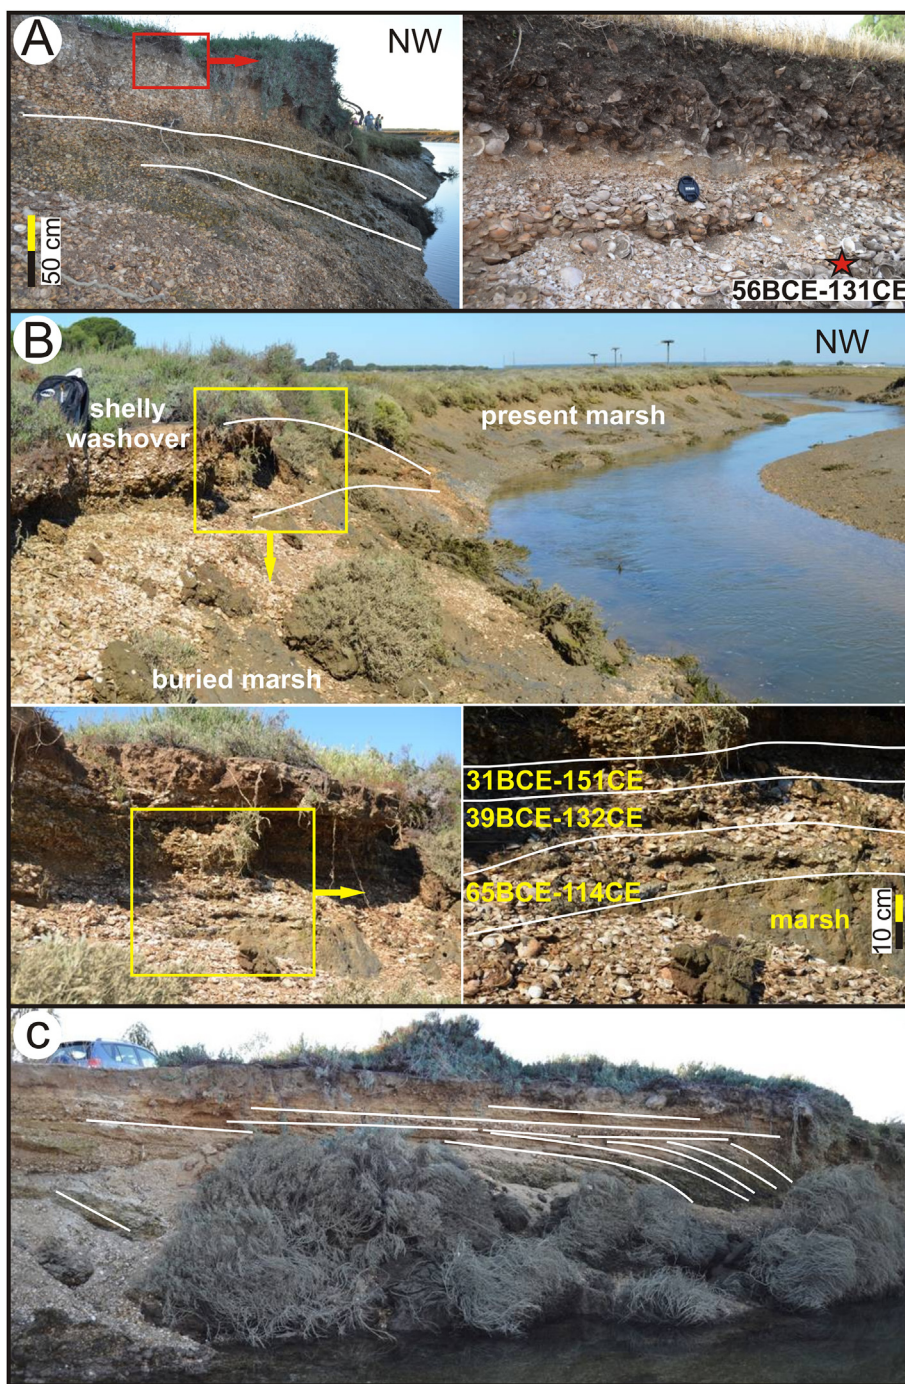 A
NW
50 cm
56BCE-131CE
B
NW
shelly
washover
present marsh
buried marsh
31BCE-151CE
39BCE-132CE
65BCE-114CE
marsh
10 cm
C